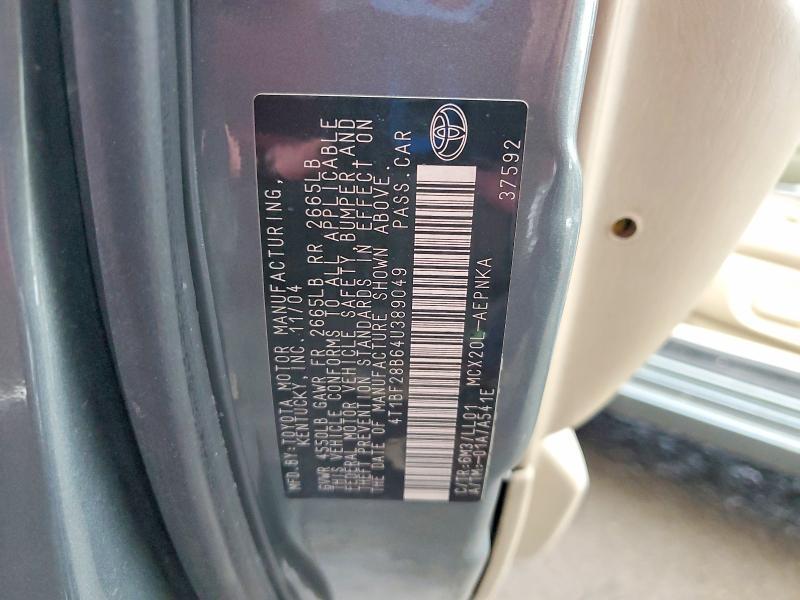 MFD.BY:TOYOTA MOTOR MANUFACTURING,
KENTUCKY,INC. 11/04
GVWR 4550LB GAWR FR 2665LB RR 2665LB
THIS VEHICLE CONFORMS TO ALL APPLICABLE
FEDERAL MOTOR VEHICLE SAFETY, BUMPER, AND
THEFT PREVENTION STANDARDS IN EFFECT ON
THE DATE OF MANUFACTURE SHOWN ABOVE.
4T1BF28B64U389049 PASS.CAR
C/TR:6M3/LL01 MCX20L-AEPNKA
A/TM:-01A/A541E 37592